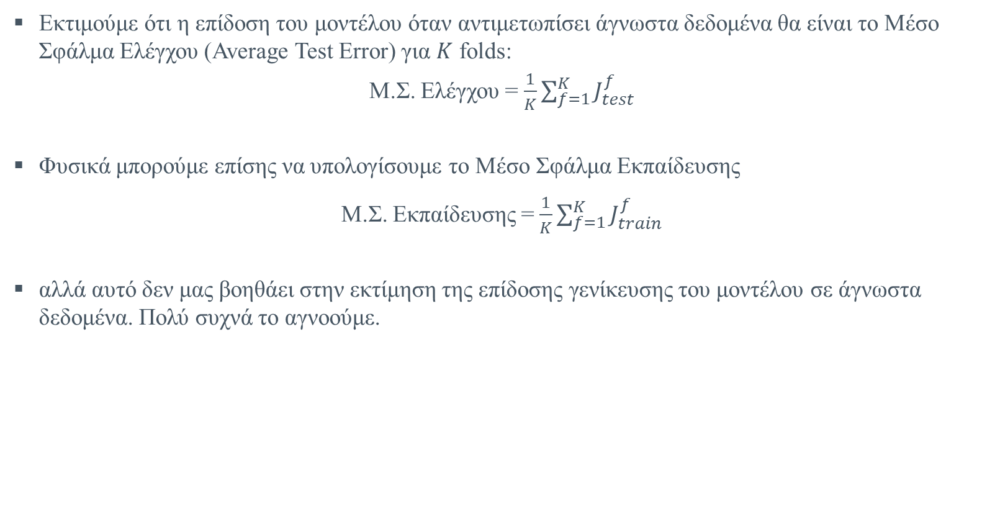 ▪ Εκτιμούμε ότι η επίδοση του μοντέλου όταν αντιμετωπίσει άγνωστα δεδομένα θα είναι το Μέσο
Σφάλμα Ελέγχου (Average Test Error) για K folds:
Μ.Σ. Ελέγχου = $\frac{1}{K}\sum_{f=1}^{K} J_{test}^{f}$
▪ Φυσικά μπορούμε επίσης να υπολογίσουμε το Μέσο Σφάλμα Εκπαίδευσης
Μ.Σ. Εκπαίδευσης = $\frac{1}{K}\sum_{f=1}^{K} J_{train}^{f}$
▪ αλλά αυτό δεν μας βοηθάει στην εκτίμηση της επίδοσης γενίκευσης του μοντέλου σε άγνωστα
δεδομένα. Πολύ συχνά το αγνοούμε.